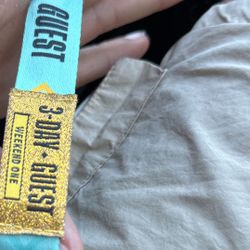 GUEST
3-DAY • GUEST
WEEKEND ONE